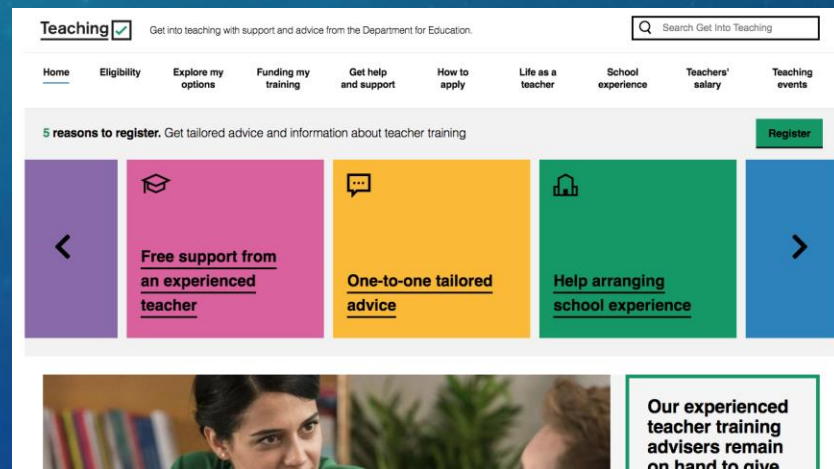 Teaching
Get into teaching with support and advice from the Department for Education.
Search Get Into Teaching
Home
Eligibility
Explore my
options
Funding my
training
Get help
and support
How to
apply
Life as a
teacher
School
experience
Teachers'
salary
Teaching
events
5 reasons to register. Get tailored advice and information about teacher training
Register
Free support from
an experienced
teacher
One-to-one tailored
advice
Help arranging
school experience
Our experienced
teacher training
advisers remain
on hand to give